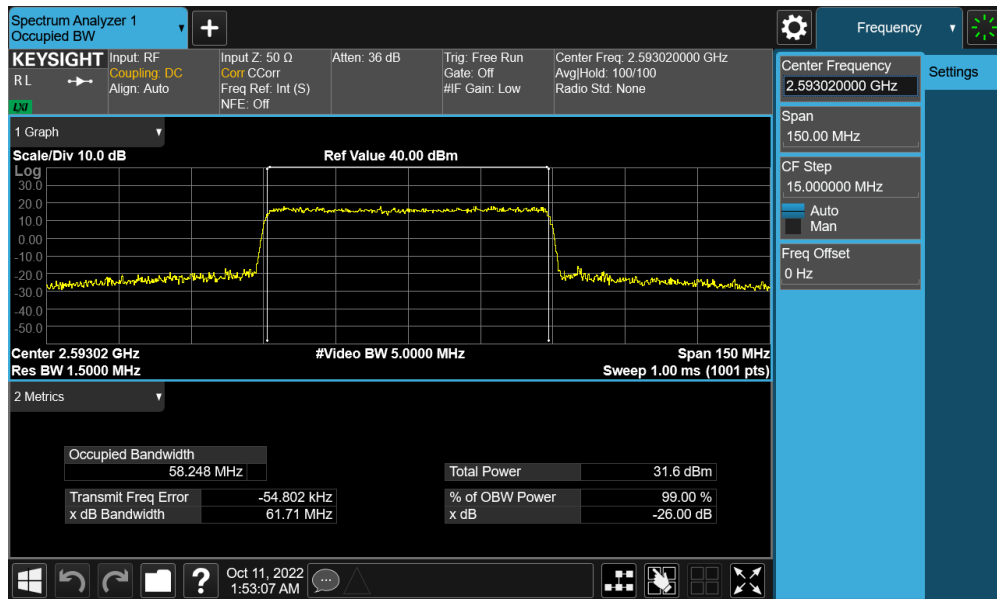 Spectrum Analyzer 1
Occupied BW
+
Frequency
KEYSIGHT
R L
LXI
Input: RF
Coupling: DC
Align: Auto
Input Z: 50 Ω
Corr CCorr
Freq Ref: Int (S)
NFE: Off
Atten: 36 dB
Trig: Free Run
Gate: Off
#IF Gain: Low
Center Freq: 2.593020000 GHz
Avg|Hold: 100/100
Radio Std: None
Center Frequency
2.593020000 GHz
Settings
Span
150.00 MHz
CF Step
15.000000 MHz
Auto
Man
Freq Offset
0 Hz
1 Graph
Scale/Div 10.0 dB
Ref Value 40.00 dBm
Log
30.0
20.0
10.0
0.00
-10.0
-20.0
-30.0
-40.0
-50.0
Center 2.59302 GHz
#Video BW 5.0000 MHz
Span 150 MHz
Res BW 1.5000 MHz
Sweep 1.00 ms (1001 pts)
2 Metrics
Occupied Bandwidth
58.248 MHz
Total Power 31.6 dBm
Transmit Freq Error -54.802 kHz
% of OBW Power 99.00 %
x dB Bandwidth 61.71 MHz
x dB -26.00 dB
?
Oct 11, 2022
1:53:07 AM